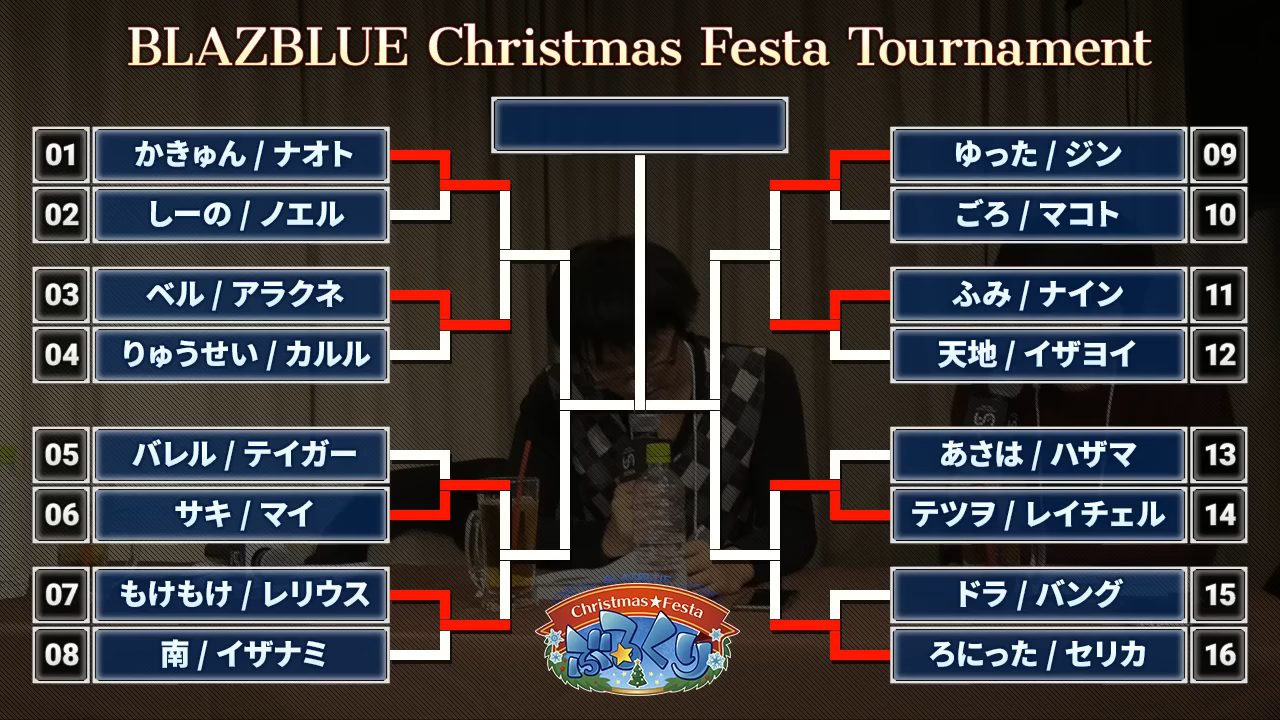 BLAZBLUE Christmas Festa Tournament
01 かきゅん / ナオト
02 しーの / ノエル
03 ベル / アラクネ
04 りゅうせい / カルル
05 バレル / テイガー
06 サキ / マイ
07 もけもけ / レリウス
08 南 / イザナミ
ゆった / ジン 09
ごろ / マコト 10
ふみ / ナイン 11
天地 / イザヨイ 12
あさは / ハザマ 13
テツヲ / レイチェル 14
ドラ / バング 15
ろにった / セリカ 16
Christmas★Festa
ぶるくり